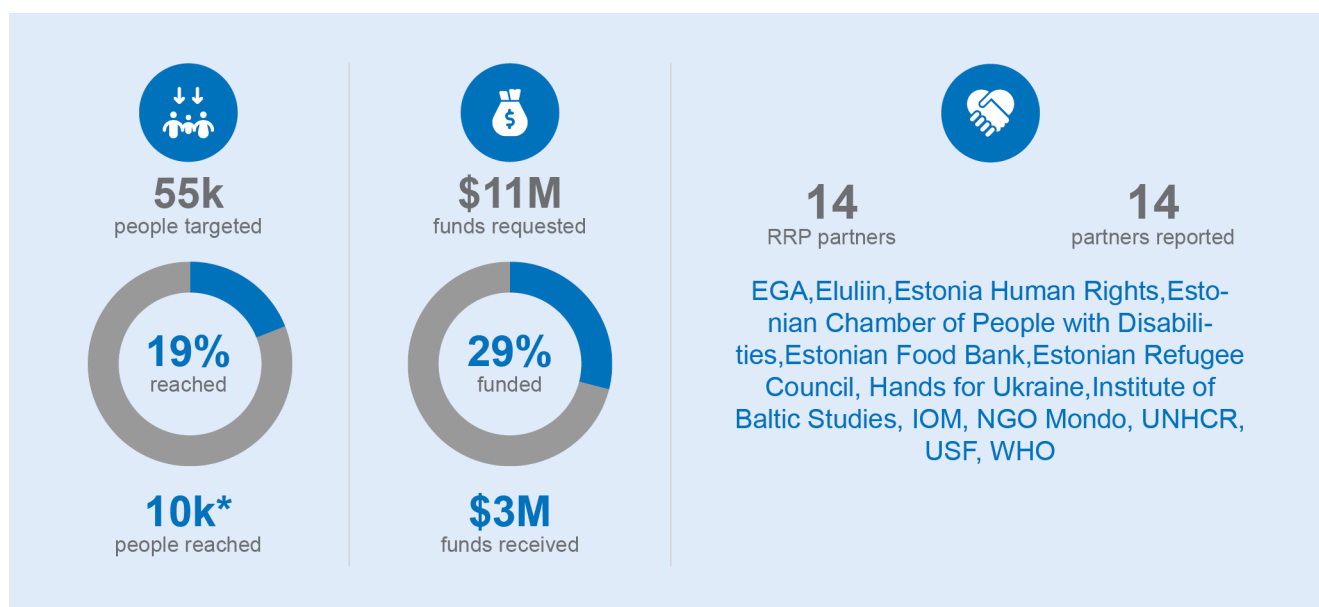 55k
people targeted
19%
reached
10k*
people reached
$
$11M
funds requested
29%
funded
$3M
funds received
14
RRP partners
14
partners reported
EGA,Eluliin,Estonia Human Rights,Esto-
nian Chamber of People with Disabili-
ties,Estonian Food Bank,Estonian Refugee
Council, Hands for Ukraine,Institute of
Baltic Studies, IOM, NGO Mondo, UNHCR,
USF, WHO